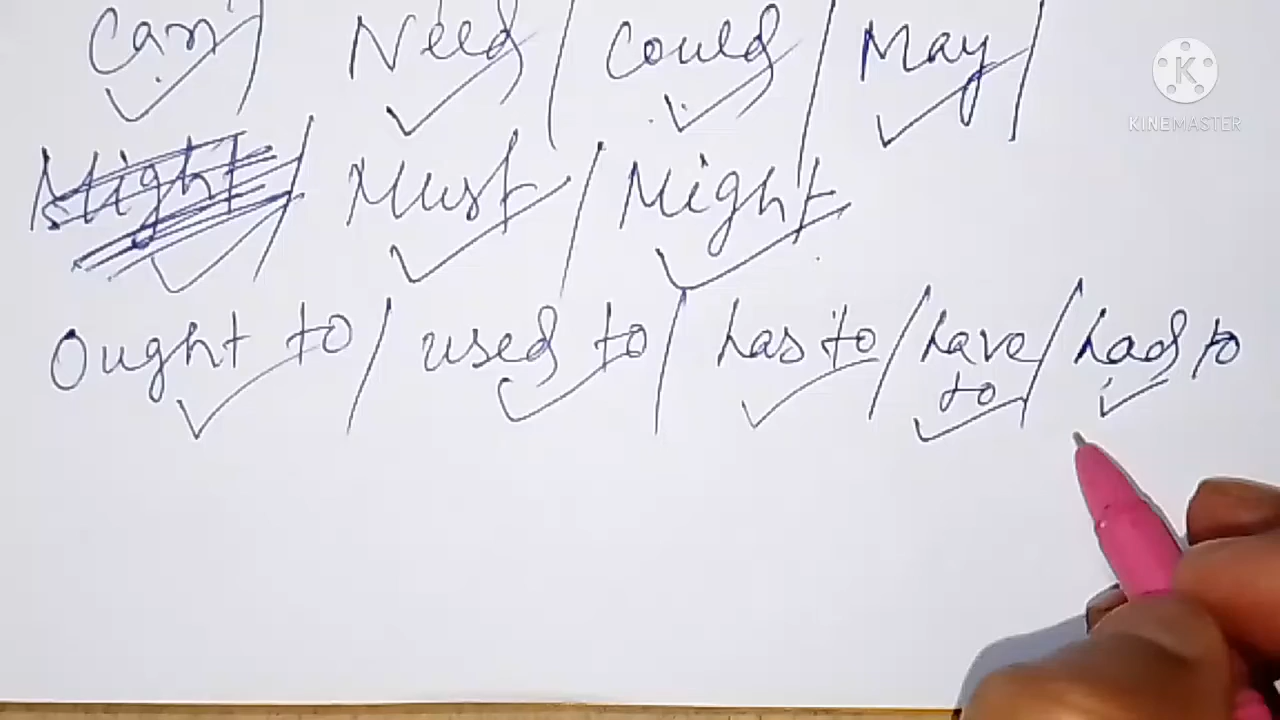 Can / Need / Could / May /
K
KINEMASTER
Might / Must / Might
Ought to / used to / has to / have to / had to